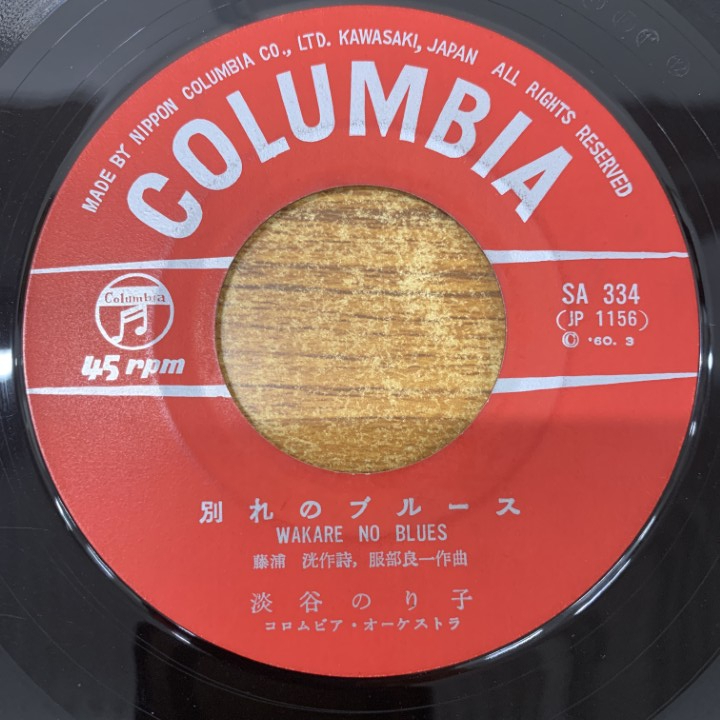 MADE BY NIPPON COLUMBIA CO., LTD. KAWASAKI, JAPAN ALL RIGHTS RESERVED
COLUMBIA
Columbia
45 rpm
SA 334
(JP 1156)
© '60. 3
別れのブルース
WAKARE NO BLUES
藤浦 洸作詩, 服部良一作曲
淡谷のり子
コロムビア・オーケストラ